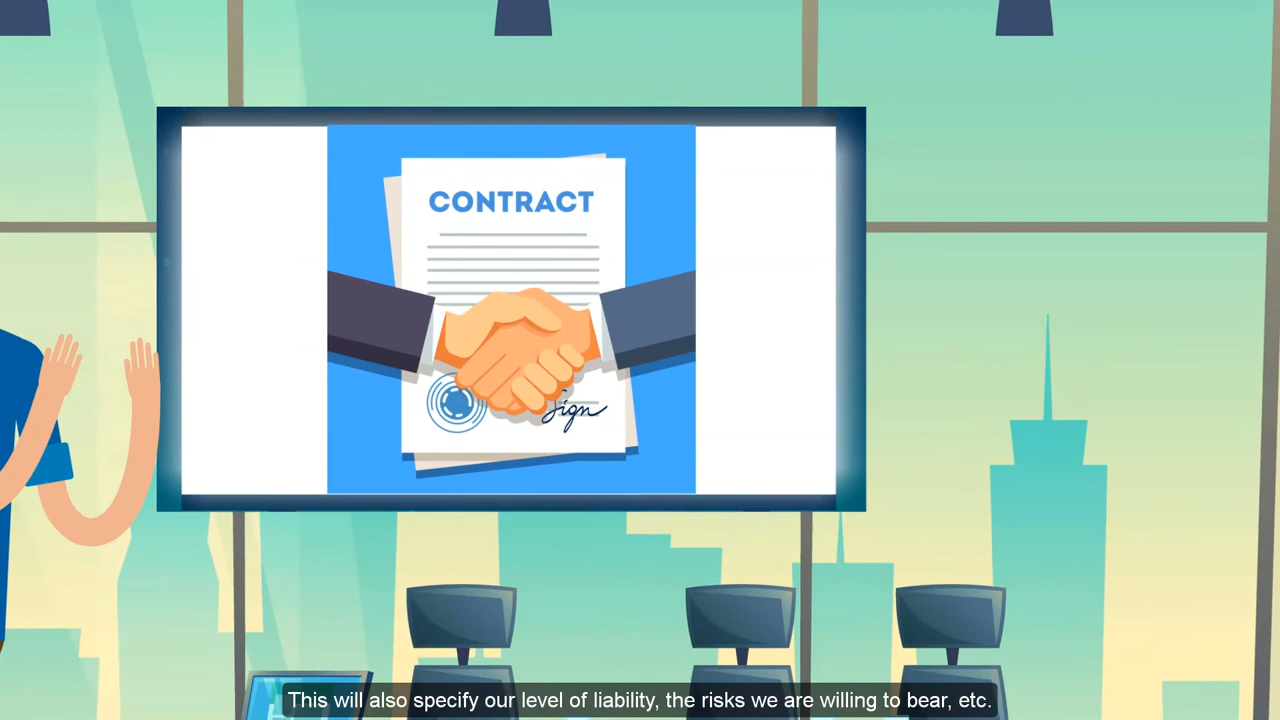 CONTRACT
Sign
This will also specify our level of liability, the risks we are willing to bear, etc.